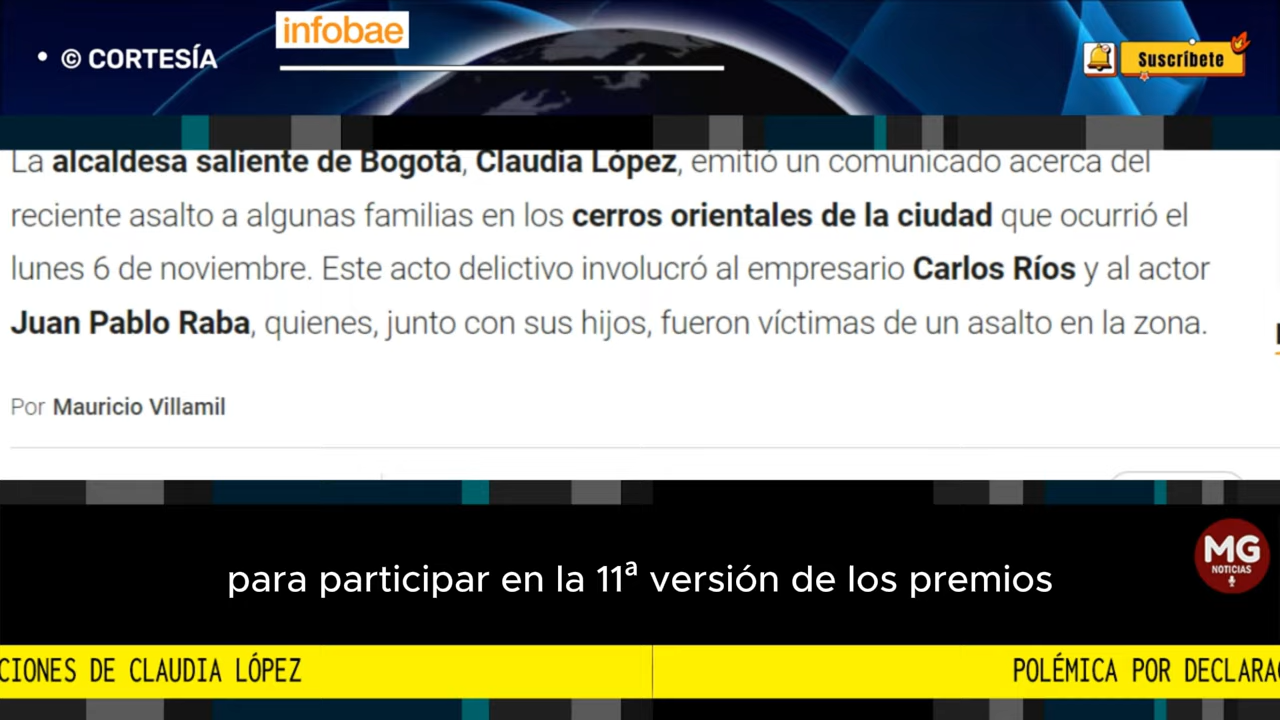 infobae
• © CORTESÍA
Suscríbete
La alcaldesa saliente de Bogotá, Claudia López, emitió un comunicado acerca del
reciente asalto a algunas familias en los cerros orientales de la ciudad que ocurrió el
lunes 6 de noviembre. Este acto delictivo involucró al empresario Carlos Ríos y al actor
Juan Pablo Raba, quienes, junto con sus hijos, fueron víctimas de un asalto en la zona.
Por Mauricio Villamil
MG
NOTICIAS
para participar en la 11ª versión de los premios
CIONES DE CLAUDIA LÓPEZ
POLÉMICA POR DECLARAC